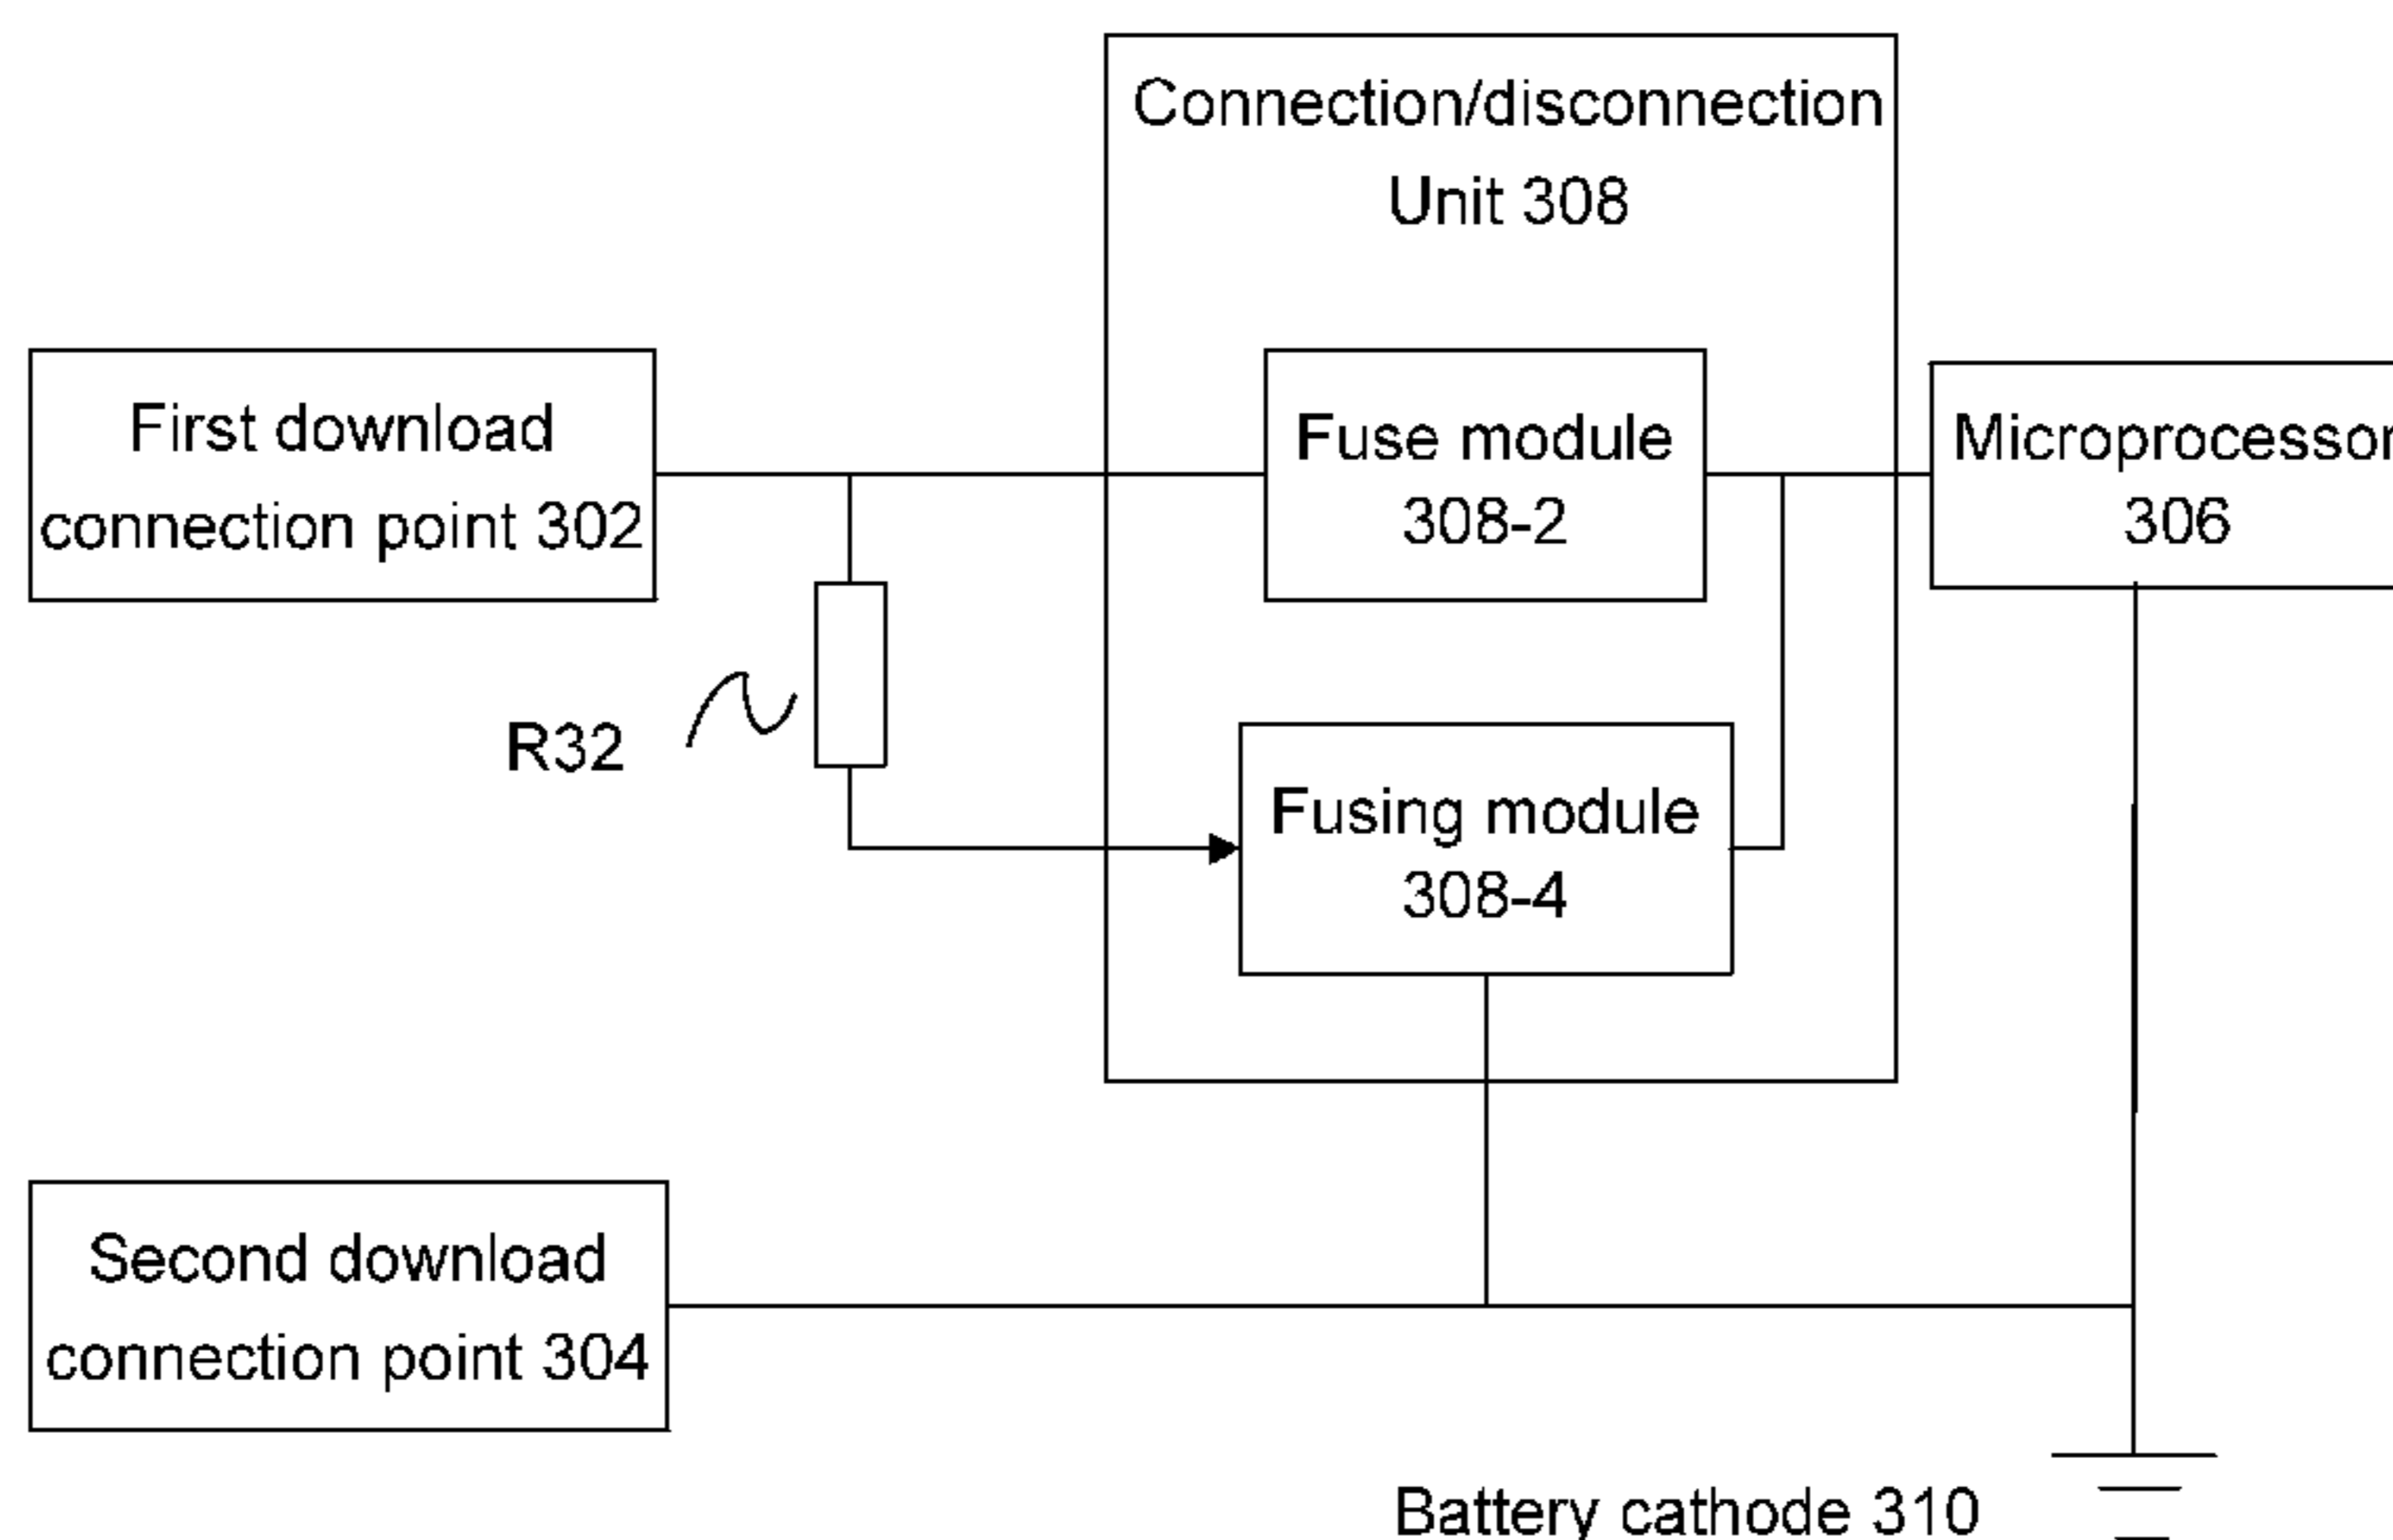 Connection/disconnection
Unit 308
First download
connection point 302
Fuse module
308-2
Microprocessor
306
R32
Fusing module
308-4
Second download
connection point 304
Battery cathode 310